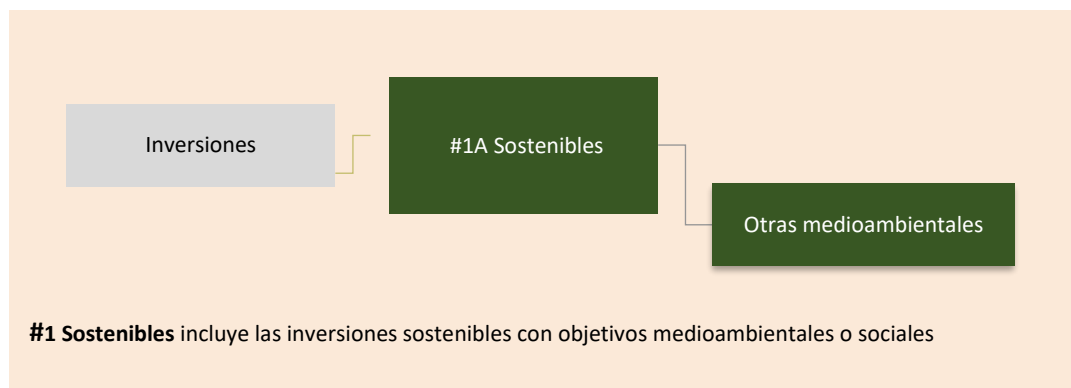 Inversiones
#1A Sostenibles
Otras medioambientales
#1 Sostenibles incluye las inversiones sostenibles con objetivos medioambientales o sociales